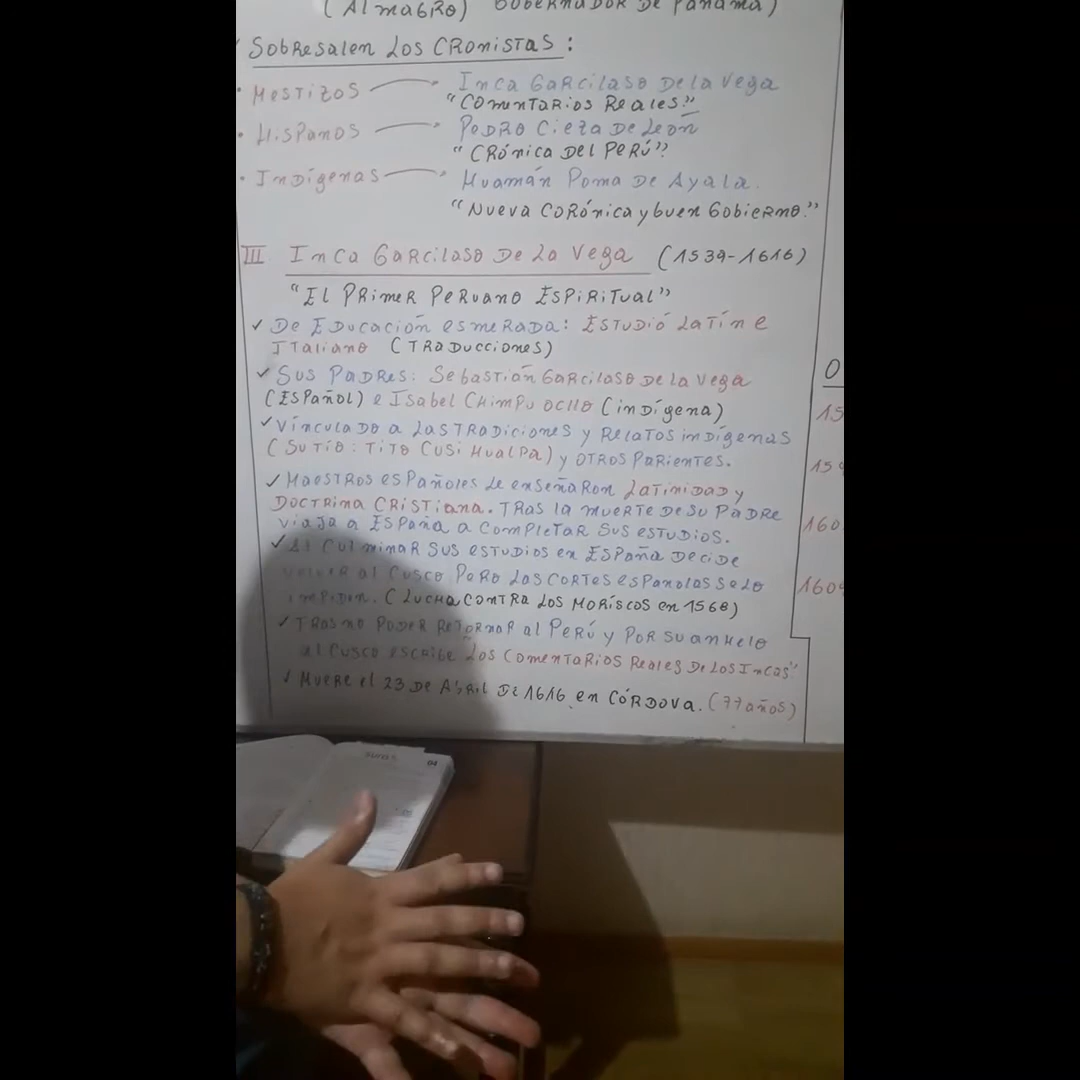 (Almagro) Gobernador de Panamá)
Sobresalen los cronistas:
• Mestizos → Inca Garcilaso de la Vega
"Comentarios Reales"
• Hispanos → Pedro Cieza de León
"Crónica del Perú"
• Indígenas → Huamán Poma de Ayala.
"Nueva corónica y buen Gobierno."
III Inca Garcilaso de la Vega (1539-1616)
"El Primer Peruano Espiritual"
✓ De Educación esmerada: Estudió Latín e
Italiano (Traducciones)
✓ Sus Padres: Sebastián Garcilaso de la Vega
(Español) e Isabel Chimpu Ocllo (indígena)
✓ Vinculado a las tradiciones y relatos indígenas
(Su tío: Tito Cusi Hualpa) y otros parientes.
✓ Maestros españoles le enseñaron Latinidad y
Doctrina Cristiana. Tras la muerte de su padre
viaja a España a completar sus estudios.
✓ Al culminar sus estudios en España decide
volver al Cusco pero las cortes españolas se lo
impiden. (Lucha contra los moriscos en 1568)
✓ Tras no poder retornar al Perú y por su anhelo
al Cusco escribe los Comentarios Reales de los Incas"
✓ Muere el 23 de Abril de 1616 en Córdova. (77 años)
O
15
159
160
1609
04